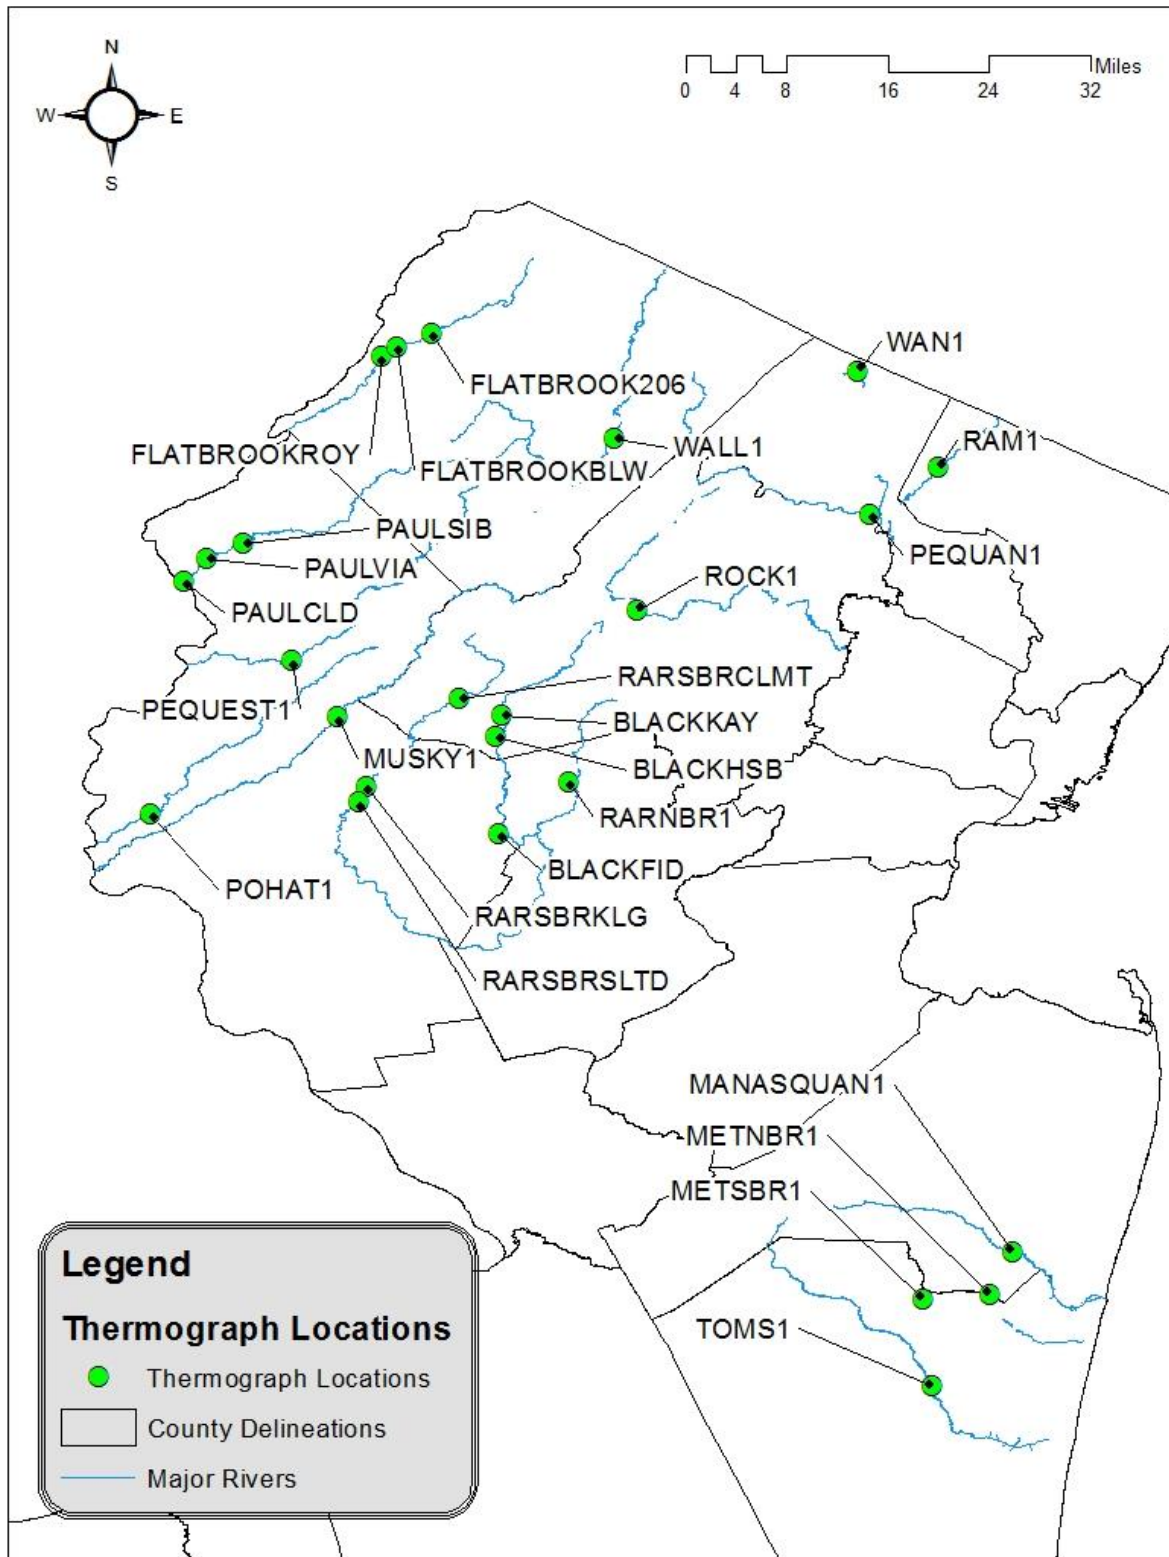 N
W
E
S
Miles
0 4 8 16 24 32
WAN1
FLATBROOK206
RAM1
WALL1
FLATBROOKROY
FLATBROOKBLW
PAULSIB
PEQUAN1
PAULVIA
ROCK1
PAULCLD
RARSBRCLMT
PEQUEST1
BLACKKAY
MUSKY1
BLACKHSB
RARNBR1
BLACKFID
POHAT1
RARSBRKLG
RARSBRSLTD
MANASQUAN1
METNBR1
METSBR1
TOMS1
Legend
Thermograph Locations
Thermograph Locations
County Delineations
Major Rivers